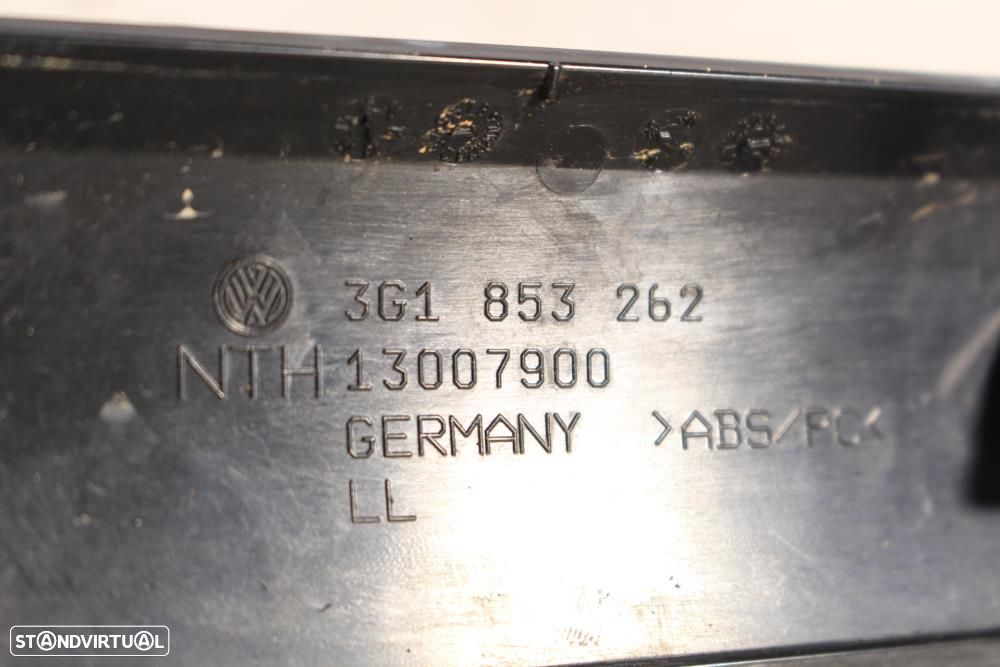 3G1 853 262
NTH 13007900
GERMANY >ABS/PC<
LL
STANDVIRTUAL